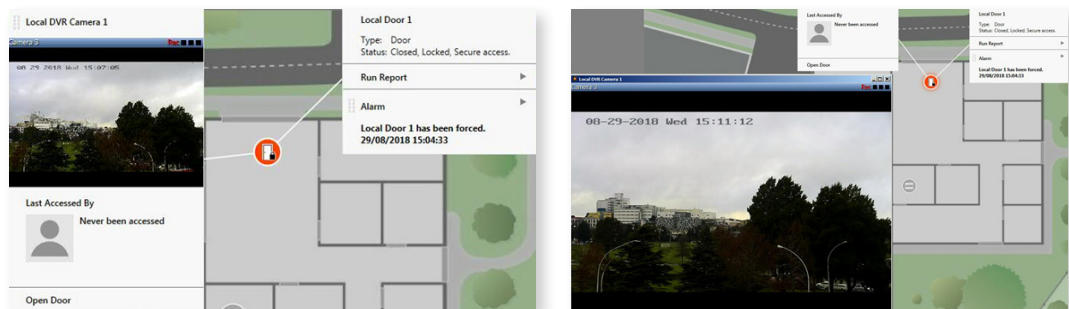 Local DVR Camera 1
Camera 3
Rec
08 29 2018 Wed 15:07:05
Last Accessed By
Never been accessed
Open Door
Local Door 1
Type: Door
Status: Closed, Locked, Secure access.
Run Report
Alarm
Local Door 1 has been forced.
29/08/2018 15:04:33
Last Accessed By
Never been accessed
Open Door
Local Door 1
Type: Door
Status: Closed, Locked, Secure access.
Run Report
Alarm
Local Door 1 has been forced.
29/08/2018 15:04:33
Local DVR Camera 1
Camera 3
Rec
08-29-2018 Wed 15:11:12